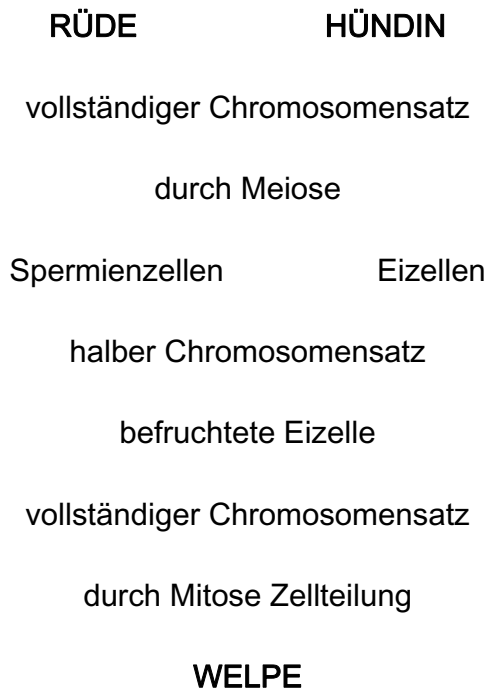 RÜDE HÜNDIN
vollständiger Chromosomensatz
durch Meiose
Spermienzellen Eizellen
halber Chromosomensatz
befruchtete Eizelle
vollständiger Chromosomensatz
durch Mitose Zellteilung
WELPE